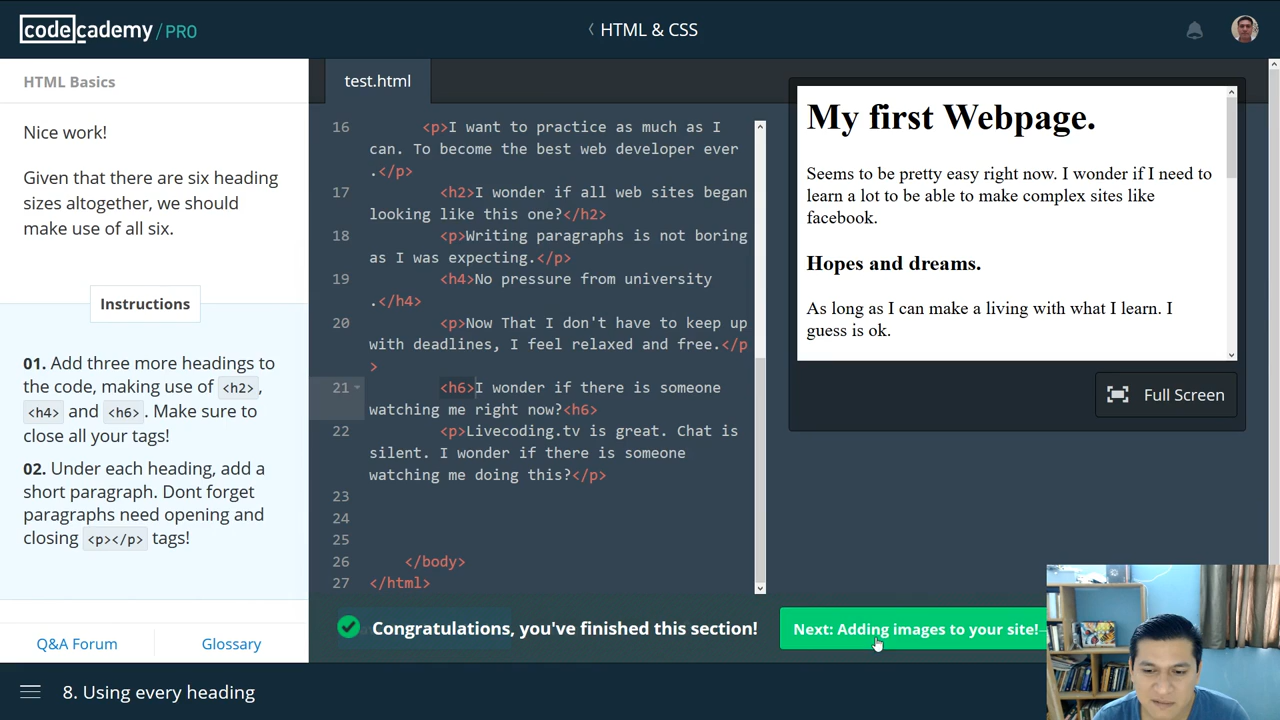 codecademy / PRO
HTML & CSS
HTML Basics
Nice work!
Given that there are six heading
sizes altogether, we should
make use of all six.
Instructions
01. Add three more headings to
the code, making use of <h2>,
<h4> and <h6>. Make sure to
close all your tags!
02. Under each heading, add a
short paragraph. Dont forget
paragraphs need opening and
closing <p></p> tags!
Q&A Forum
Glossary
8. Using every heading
test.html
16 <p>I want to practice as much as I
can. To become the best web developer ever
.</p>
17 <h2>I wonder if all web sites began
looking like this one?</h2>
18 <p>Writing paragraphs is not boring
as I was expecting.</p>
19 <h4>No pressure from university
.</h4>
20 <p>Now That I don't have to keep up
with deadlines, I feel relaxed and free.</p
>
21 <h6>I wonder if there is someone
watching me right now?<h6>
22 <p>Livecoding.tv is great. Chat is
silent. I wonder if there is someone
watching me doing this?</p>
23
24
25
26 </body>
27 </html>
Congratulations, you've finished this section!
Next: Adding images to your site!
My first Webpage.
Seems to be pretty easy right now. I wonder if I need to
learn a lot to be able to make complex sites like
facebook.
Hopes and dreams.
As long as I can make a living with what I learn. I
guess is ok.
Full Screen